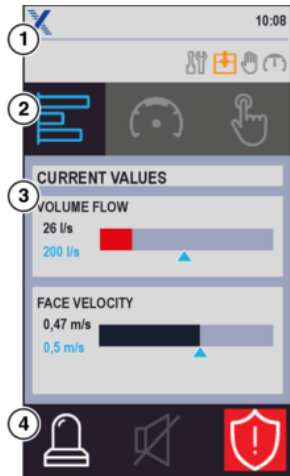 10:08
1
2
CURRENT VALUES
3
VOLUME FLOW
26 l/s
200 l/s
FACE VELOCITY
0,47 m/s
0,5 m/s
4